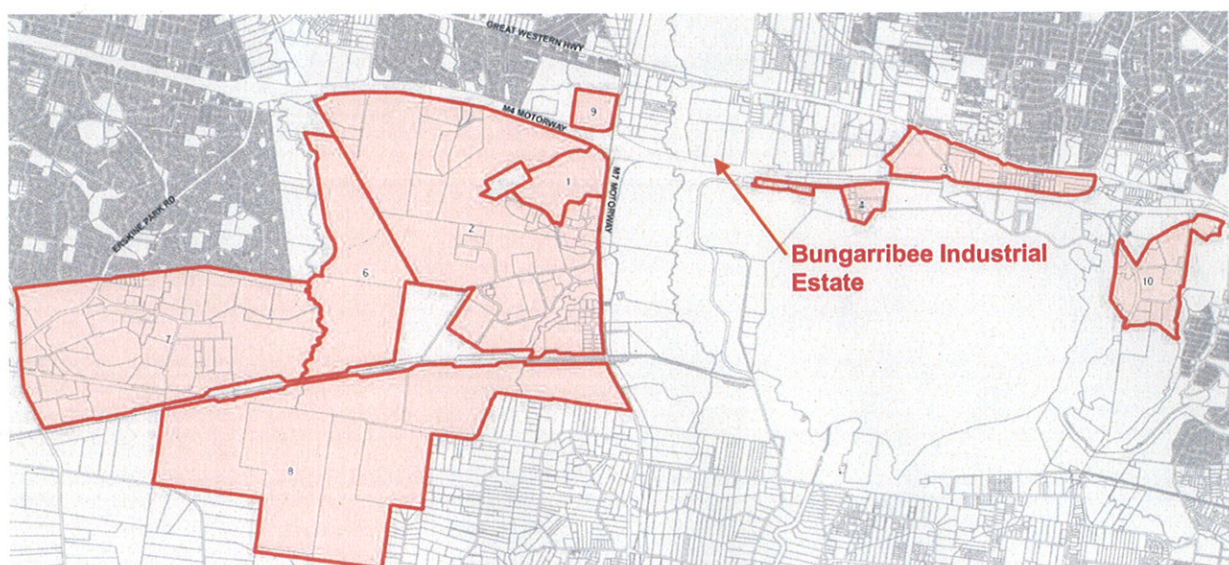 GREAT WESTERN HWY
M4 MOTORWAY
9
M7 MOTORWAY
1
3
ERSKINE PARK RD
2
Bungarribee Industrial
Estate
6
10
7
8